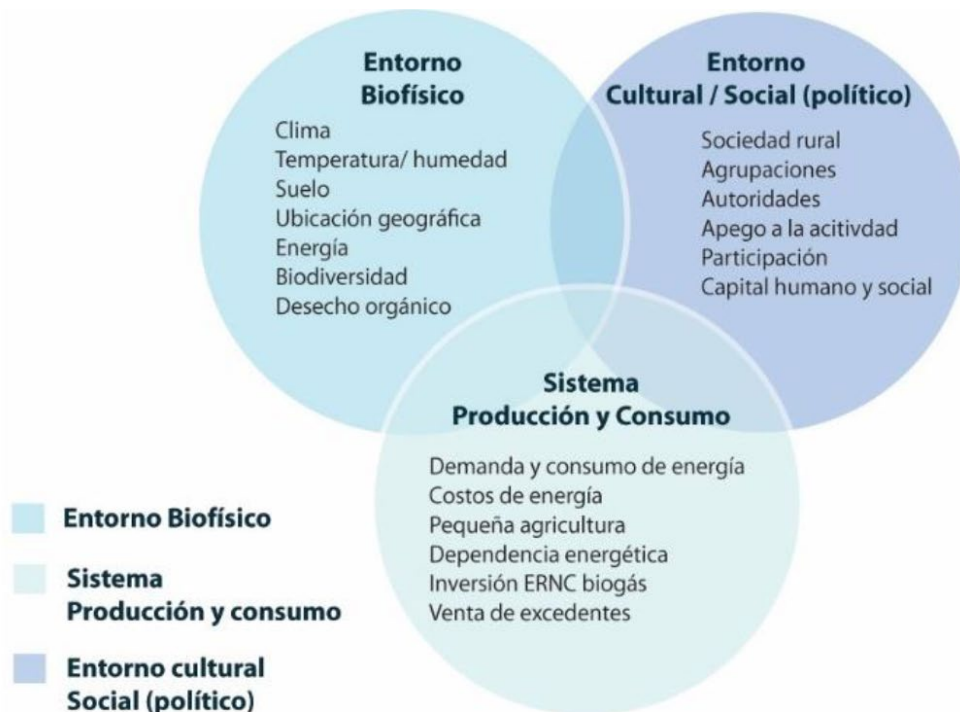 Entorno
Biofísico
Clima
Temperatura/ humedad
Suelo
Ubicación geográfica
Energía
Biodiversidad
Desecho orgánico
Entorno
Cultural / Social (político)
Sociedad rural
Agrupaciones
Autoridades
Apego a la acitivdad
Participación
Capital humano y social
Sistema
Producción y Consumo
Demanda y consumo de energía
Costos de energía
Pequeña agricultura
Dependencia energética
Inversión ERNC biogás
Venta de excedentes
Entorno Biofísico
Sistema
Producción y consumo
Entorno cultural
Social (político)